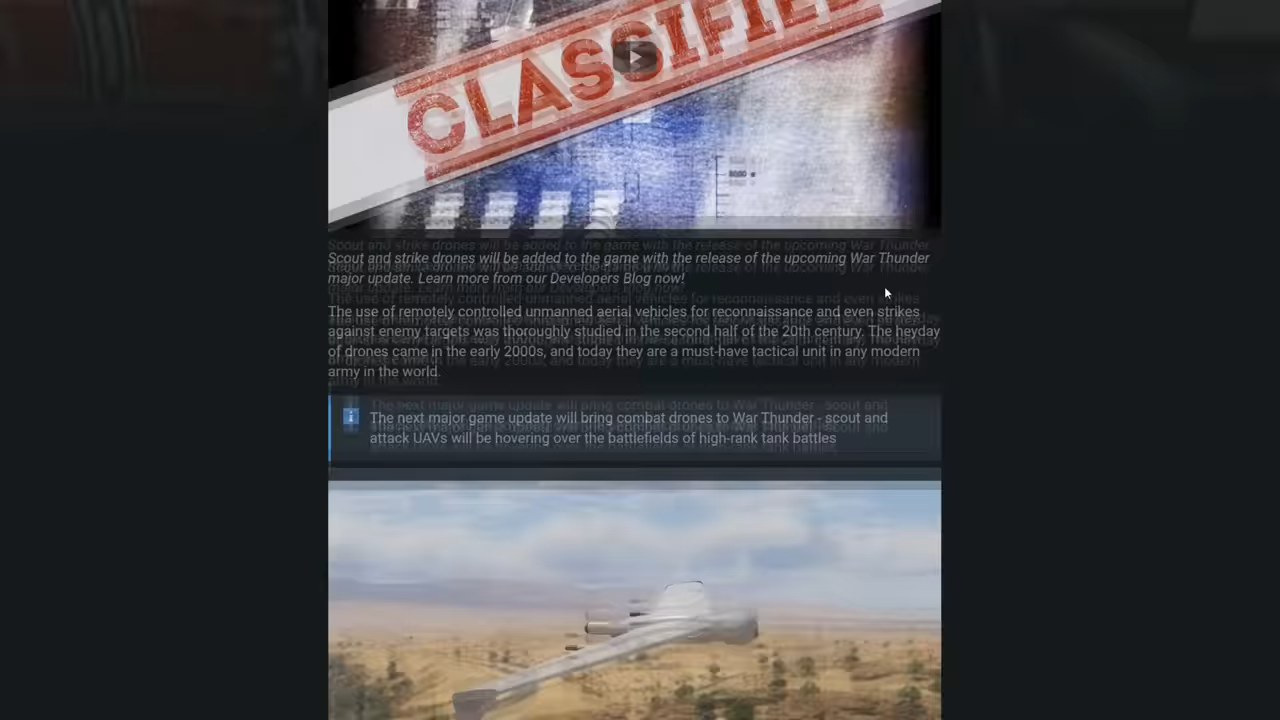 CLASSIFIED
Scout and strike drones will be added to the game with the release of the upcoming War Thunder
major update. Learn more from our Developers Blog now!
The use of remotely controlled unmanned aerial vehicles for reconnaissance and even strikes
against enemy targets was thoroughly studied in the second half of the 20th century. The heyday
of drones came in the early 2000s, and today they are a must-have tactical unit in any modern
army in the world.
The next major game update will bring combat drones to War Thunder - scout and
attack UAVs will be hovering over the battlefields of high-rank tank battles